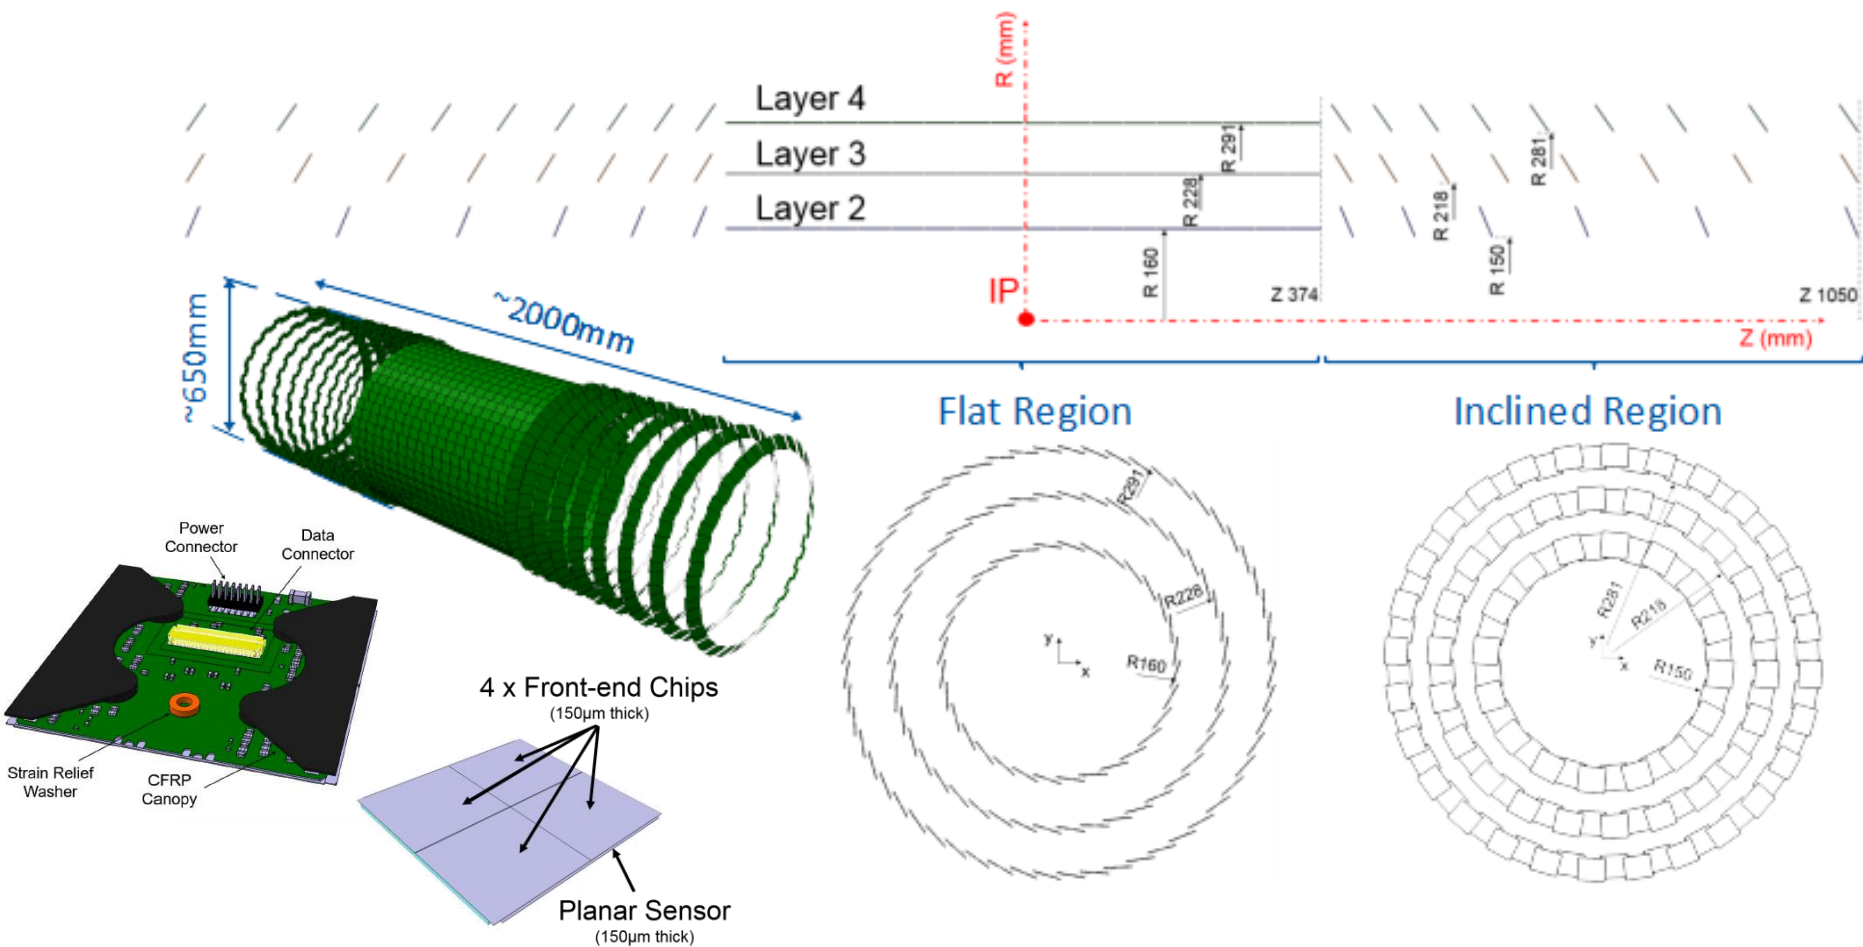 R (mm)
Layer 4
Layer 3
Layer 2
R 291
R 228
R 160
R 281
R 218
R 150
IP
Z 374
Z 1050
Z (mm)
~2000mm
~650mm
Flat Region
Inclined Region
Power
Connector
Data
Connector
Strain Relief
Washer
CFRP
Canopy
4 x Front-end Chips
(150µm thick)
Planar Sensor
(150µm thick)
R291
R228
R160
y
x
R281
R218
R150
y
x